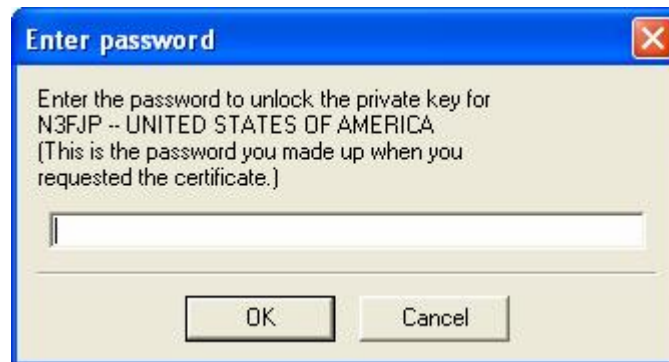 Enter password
Enter the password to unlock the private key for
N3FJP -- UNITED STATES OF AMERICA
(This is the password you made up when you
requested the certificate.)
OK
Cancel